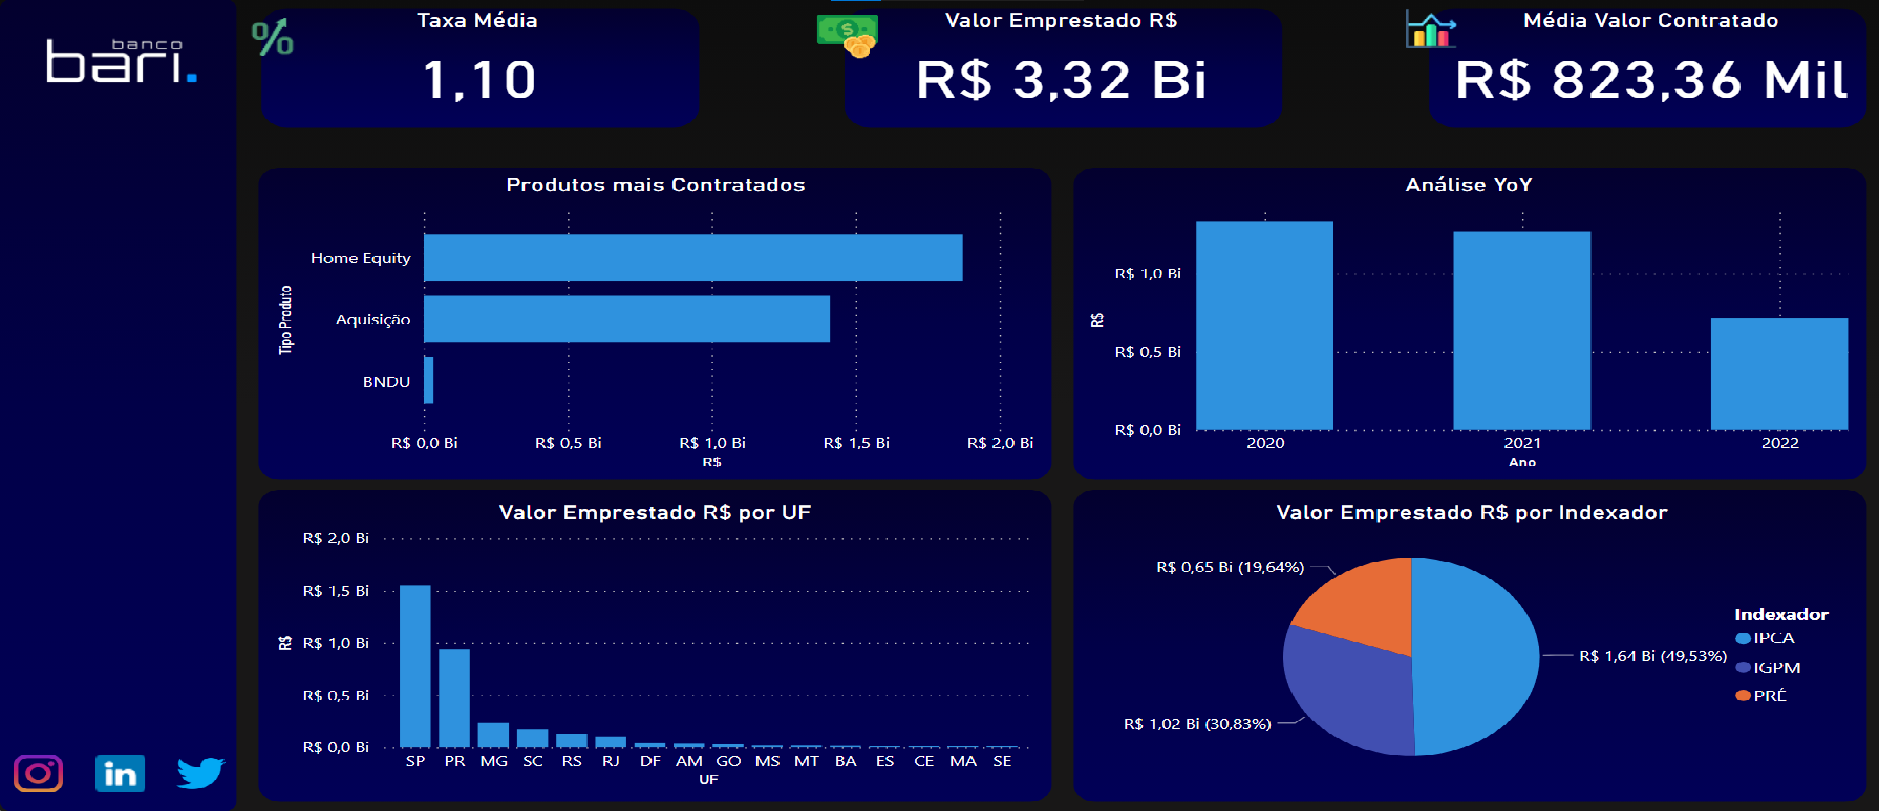 banco
bari.
Taxa Média
1,10
Valor Emprestado R$
R$ 3,32 Bi
Média Valor Contratado
R$ 823,36 Mil
Produtos mais Contratados
Tipo Produto
Home Equity
Aquisição
BNDU
R$ 0,0 Bi
R$ 0,5 Bi
R$ 1,0 Bi
R$ 1,5 Bi
R$ 2,0 Bi
R$
Análise YoY
R$
R$ 1,0 Bi
R$ 0,5 Bi
R$ 0,0 Bi
2020
2021
2022
Ano
Valor Emprestado R$ por UF
R$
R$ 2,0 Bi
R$ 1,5 Bi
R$ 1,0 Bi
R$ 0,5 Bi
R$ 0,0 Bi
SP PR MG SC RS RJ DF AM GO MS MT BA ES CE MA SE
UF
Valor Emprestado R$ por Indexador
R$ 0,65 Bi (19,64%)
R$ 1,64 Bi (49,53%)
R$ 1,02 Bi (30,83%)
Indexador
IPCA
IGPM
PRÉ
in